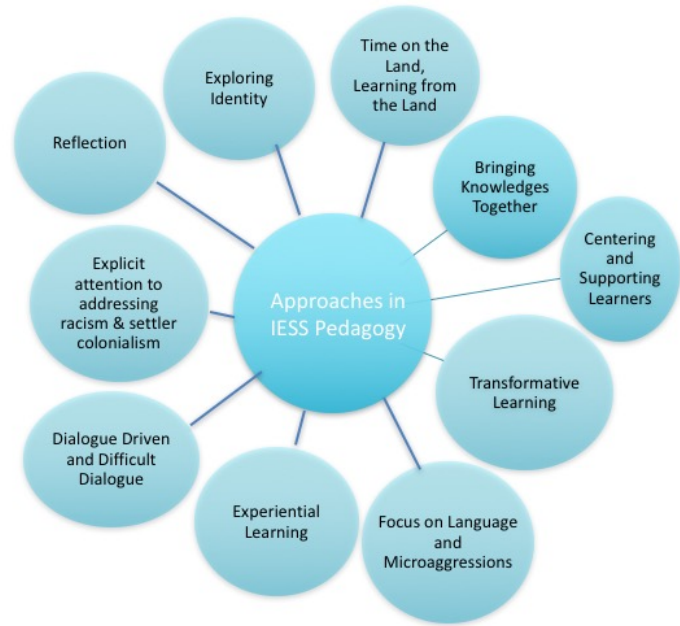 Time on the
Land,
Learning from
the Land
Exploring
Identity
Reflection
Bringing
Knowledges
Together
Centering
and
Supporting
Learners
Explicit
attention to
addressing
racism & settler
colonialism
Approaches in
IESS Pedagogy
Transformative
Learning
Dialogue Driven
and Difficult
Dialogue
Experiential
Learning
Focus on Language
and
Microaggressions